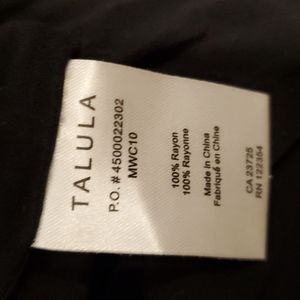 TALULA
P.O. # 4500022302
MWC10
100% Rayon
100% Rayonne
Made in China
Fabriqué en Chine
CA 23725
RN 122354